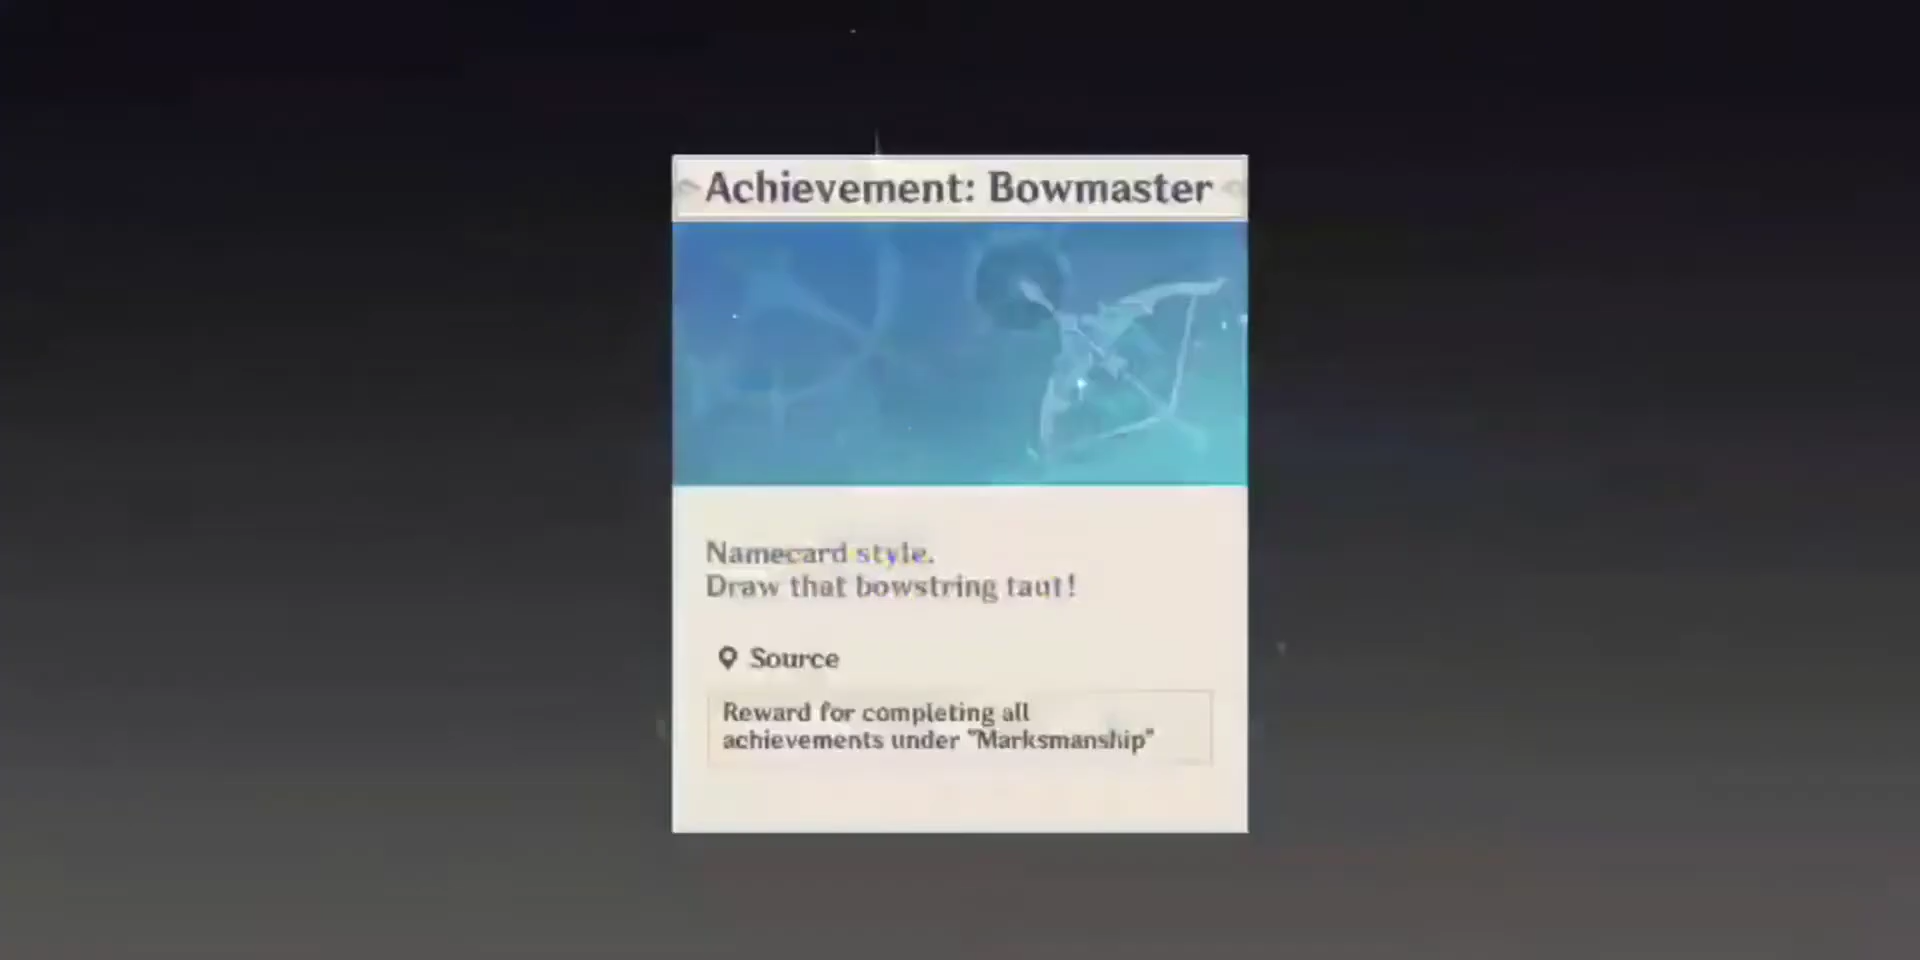 Achievement: Bowmaster
Namecard style.
Draw that bowstring taut!
Source
Reward for completing all
achievements under "Marksmanship"